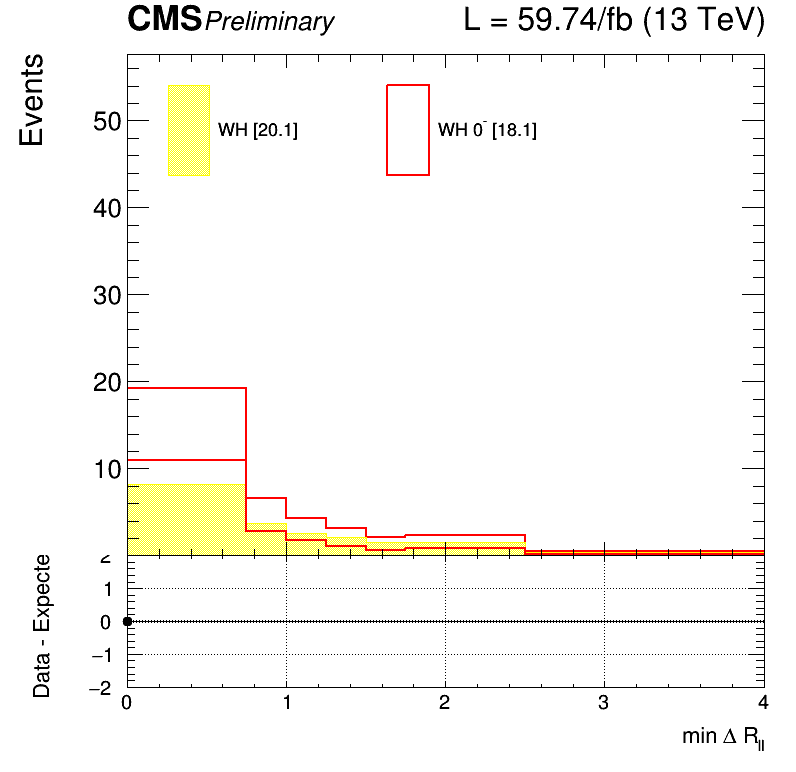 CMS Preliminary L = 59.74/fb (13 TeV)
Events
WH [20.1]
WH 0⁻ [18.1]
50
40
30
20
10
Data - Expecte
2
1
0
−1
−2
0 1 2 3 4
min Δ R_ll